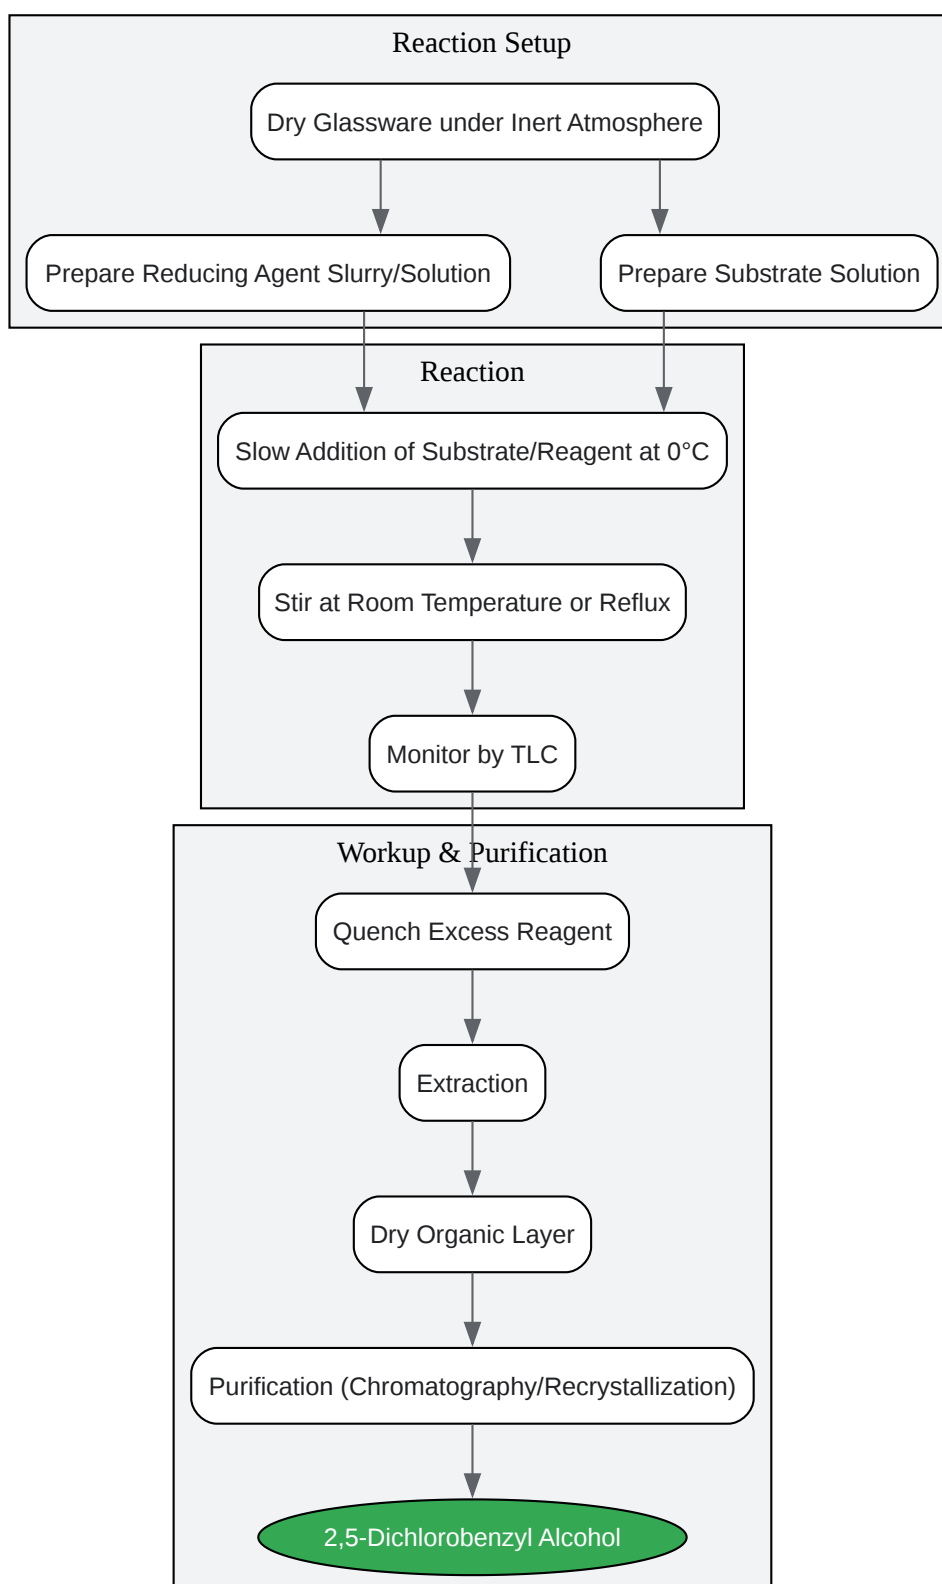 Reaction Setup
Dry Glassware under Inert Atmosphere
Prepare Reducing Agent Slurry/Solution
Prepare Substrate Solution
Reaction
Slow Addition of Substrate/Reagent at 0°C
Stir at Room Temperature or Reflux
Monitor by TLC
Workup & Purification
Quench Excess Reagent
Extraction
Dry Organic Layer
Purification (Chromatography/Recrystallization)
2,5-Dichlorobenzyl Alcohol